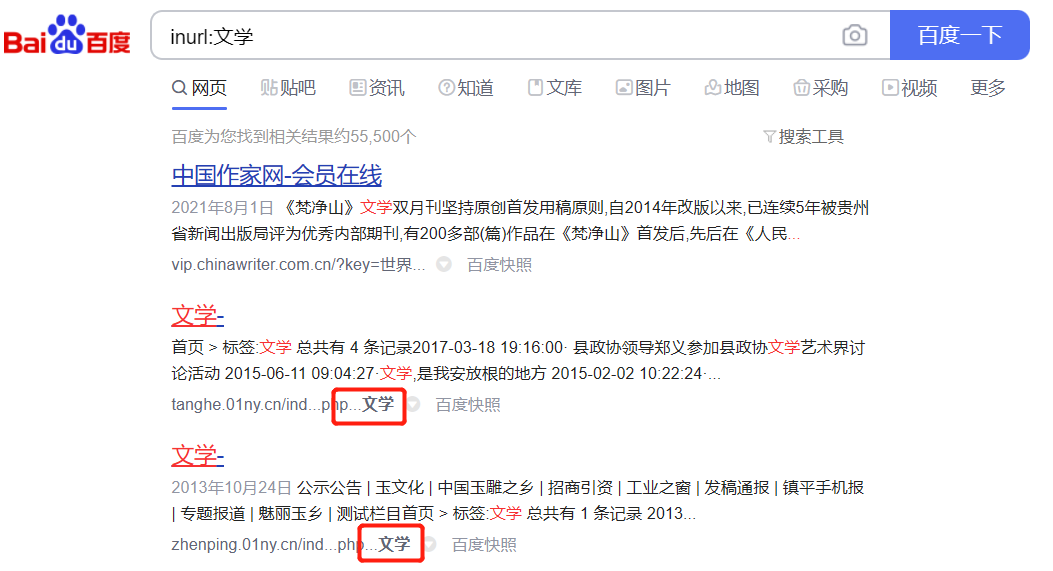 Baidu百度
inurl:文学
百度一下
网页 贴吧 资讯 知道 文库 图片 地图 采购 视频 更多
百度为您找到相关结果约55,500个 搜索工具
中国作家网-会员在线
2021年8月1日 《梵净山》文学双月刊坚持原创首发用稿原则,自2014年改版以来,已连续5年被贵州
省新闻出版局评为优秀内部期刊,有200多部(篇)作品在《梵净山》首发后,先后在《人民...
vip.chinawriter.com.cn/?key=世界... 百度快照
文学-
首页 > 标签:文学 总共有 4 条记录2017-03-18 19:16:00· 县政协领导郑义参加县政协文学艺术界讨
论活动 2015-06-11 09:04:27·文学,是我安放根的地方 2015-02-02 10:22:24·...
tanghe.01ny.cn/ind...php...文学 百度快照
文学-
2013年10月24日 公示公告 | 玉文化 | 中国玉雕之乡 | 招商引资 | 工业之窗 | 发稿通报 | 镇平手机报
| 专题报道 | 魅丽玉乡 | 测试栏目首页 > 标签:文学 总共有 1 条记录 2013...
zhenping.01ny.cn/ind...php...文学 百度快照